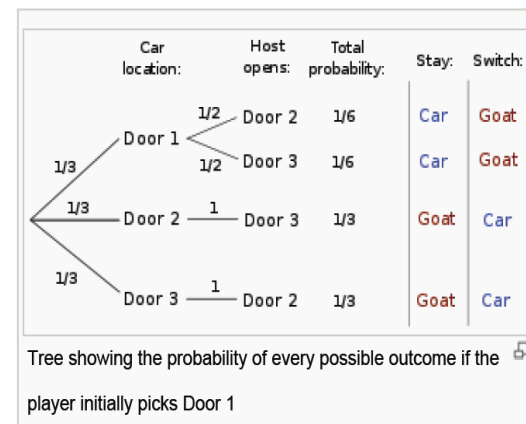 Car location: Host opens: Total probability: Stay: Switch:
1/2 Door 2 1/6 Car Goat
Door 1
1/2 Door 3 1/6 Car Goat
1/3
1/3 Door 2 1 Door 3 1/3 Goat Car
1/3
Door 3 1 Door 2 1/3 Goat Car
Tree showing the probability of every possible outcome if the
player initially picks Door 1